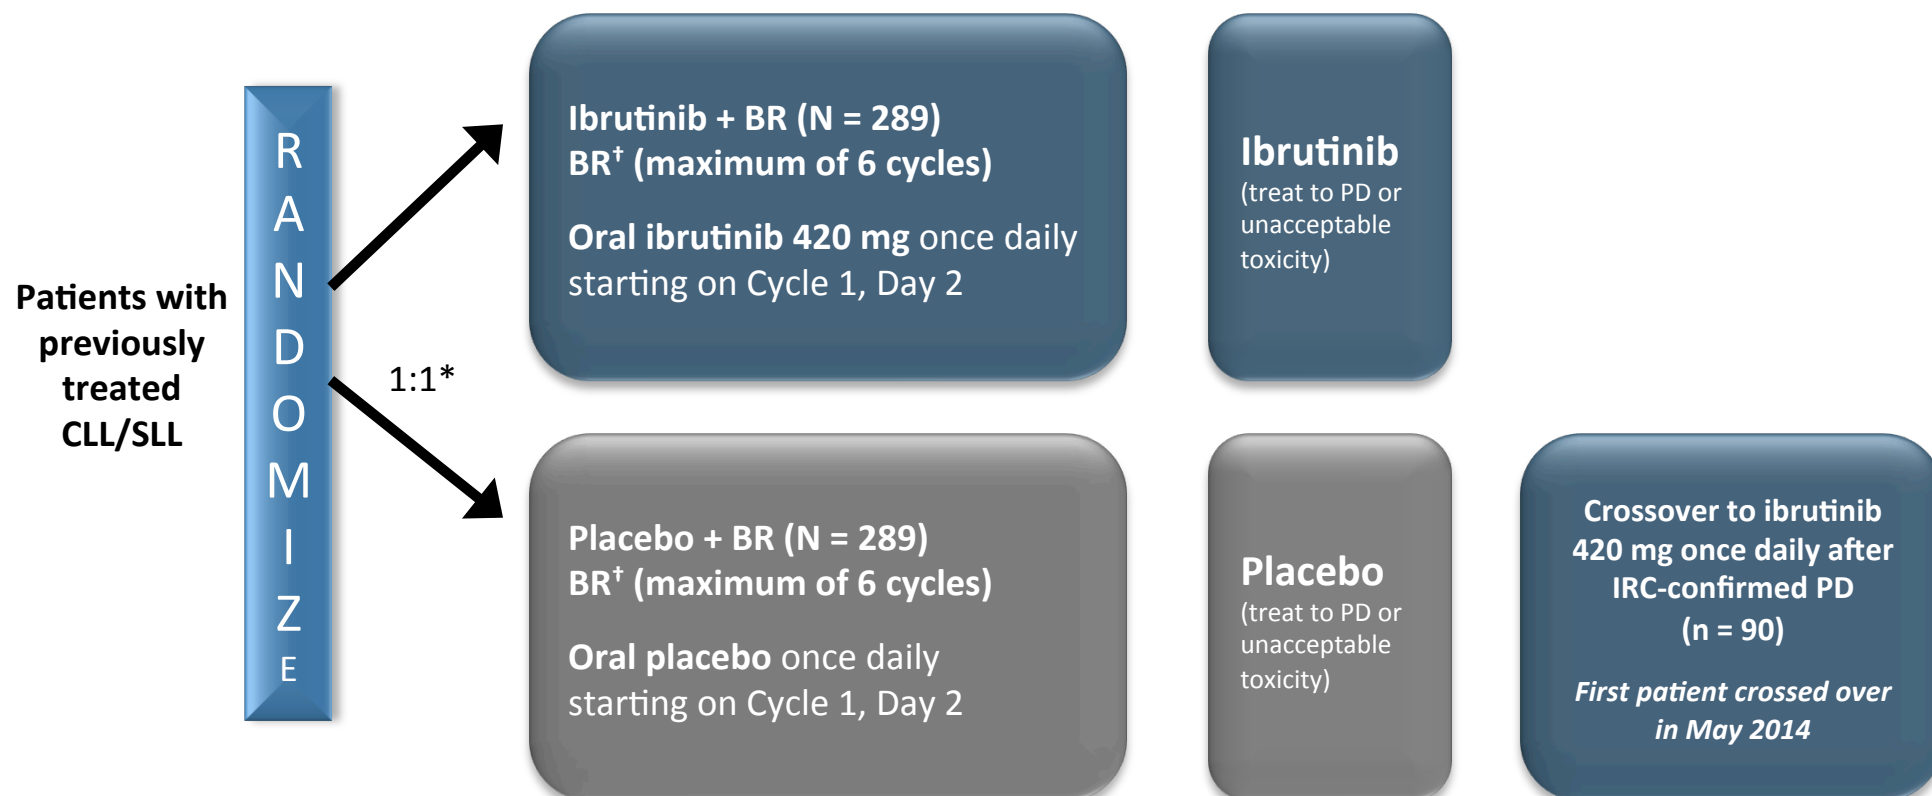 Patients with
previously
treated
CLL/SLL
R
A
N
D
O
M
I
Z
E
1:1*
Ibrutinib + BR (N = 289)
BR† (maximum of 6 cycles)
Oral ibrutinib 420 mg once daily
starting on Cycle 1, Day 2
Ibrutinib
(treat to PD or
unacceptable
toxicity)
Placebo + BR (N = 289)
BR† (maximum of 6 cycles)
Oral placebo once daily
starting on Cycle 1, Day 2
Placebo
(treat to PD or
unacceptable
toxicity)
Crossover to ibrutinib
420 mg once daily after
IRC-confirmed PD
(n = 90)
First patient crossed over
in May 2014